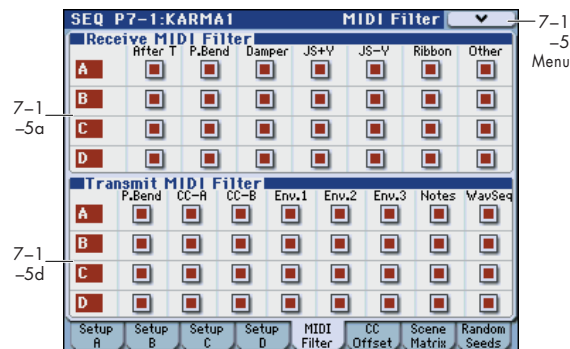 SEQ P7-1:KARMA1 MIDI Filter
7-1
-5
Menu
Receive MIDI Filter
After T P.Bend Damper JS+Y JS-Y Ribbon Other
A
B
7-1
-5a
C
D
Transmit MIDI Filter
P.Bend CC-A CC-B Env.1 Env.2 Env.3 Notes WavSeq
A
B
7-1
-5d
C
D
Setup A
Setup B
Setup C
Setup D
MIDI Filter
CC Offset
Scene Matrix
Random Seeds